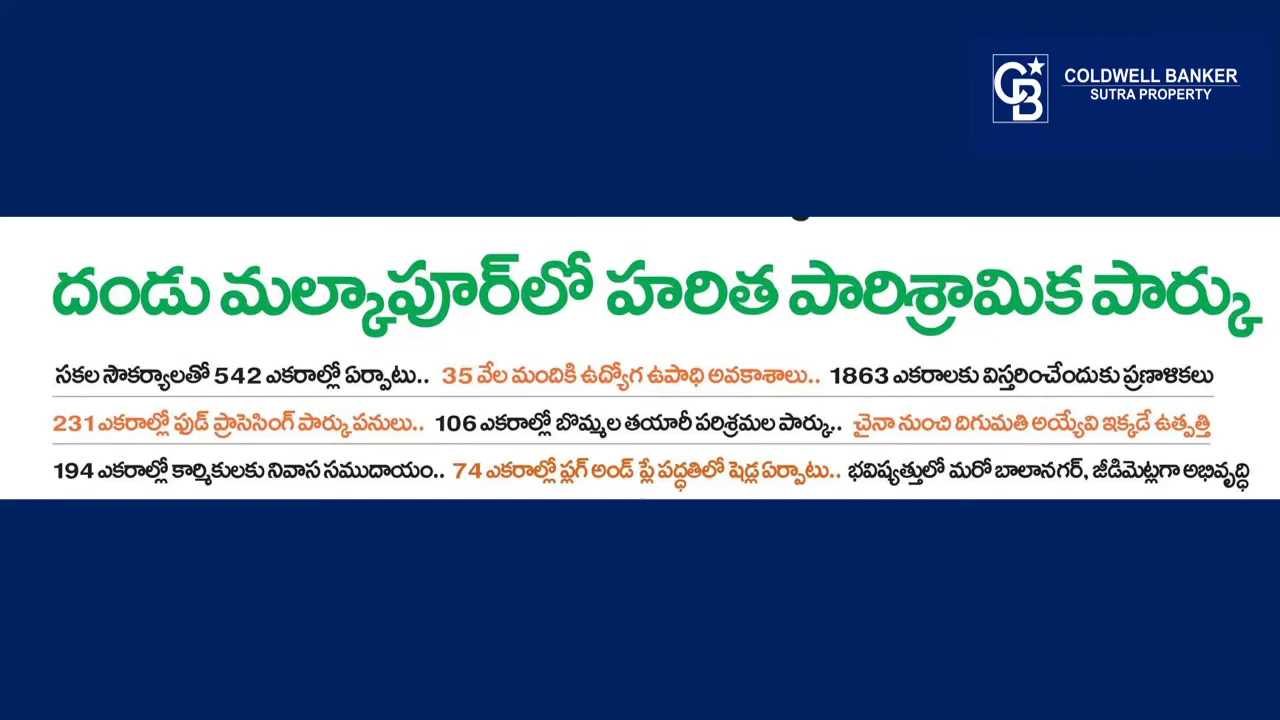 COLDWELL BANKER
SUTRA PROPERTY
దండు మల్కాపూర్‌లో హరిత పారిశ్రామిక పార్కు
సకల సౌకర్యాలతో 542 ఎకరాల్లో ఏర్పాటు.. 35 వేల మందికి ఉద్యోగ ఉపాధి అవకాశాలు.. 1863 ఎకరాలకు విస్తరించేందుకు ప్రణాళికలు
231 ఎకరాల్లో ఫుడ్ ప్రాసెసింగ్ పార్కు పనులు.. 106 ఎకరాల్లో బొమ్మల తయారీ పరిశ్రమల పార్కు.. చైనా నుంచి దిగుమతి అయ్యేవి ఇక్కడే ఉత్పత్తి
194 ఎకరాల్లో కార్మికులకు నివాస సముదాయం.. 74 ఎకరాల్లో ప్లగ్ అండ్ ప్లే పద్ధతిలో షెడ్ల ఏర్పాటు.. భవిష్యత్తులో మరో బాలానగర్, జీడిమెట్లగా అభివృద్ధి